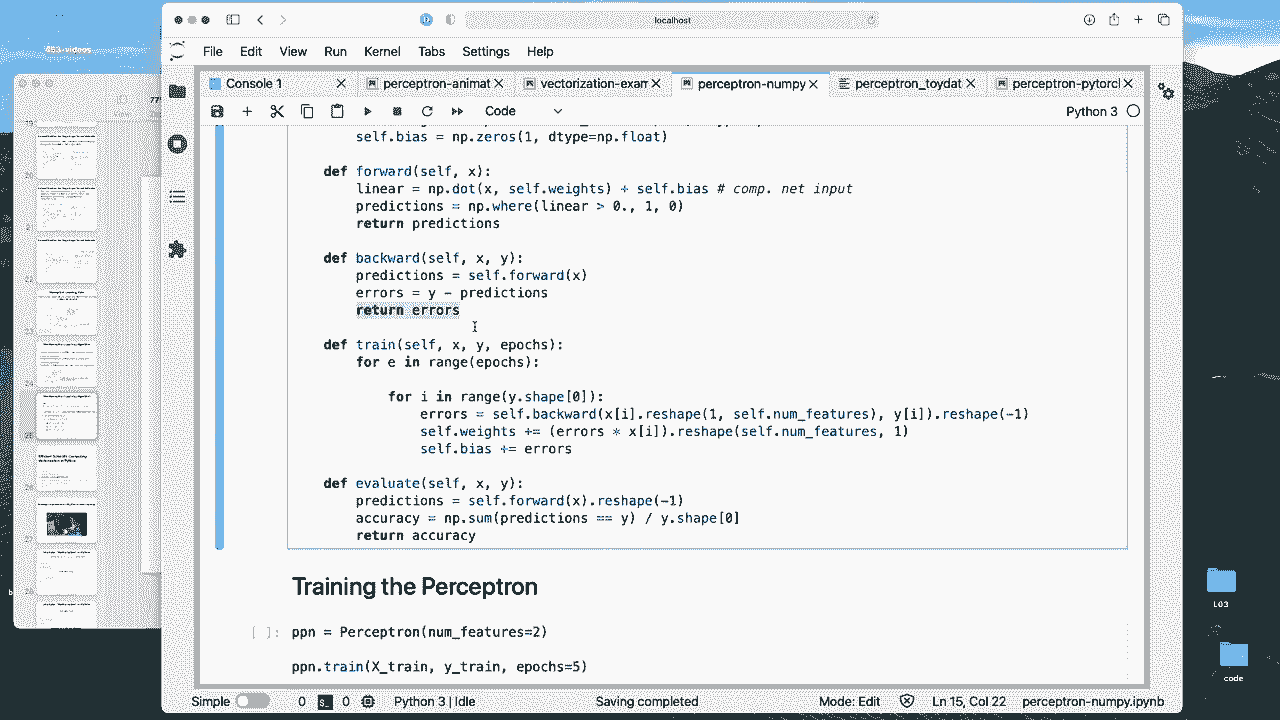 453-videos
localhost
File Edit View Run Kernel Tabs Settings Help
Console 1 perceptron-animat vectorization-exam perceptron-numpy perceptron_toydat perceptron-pytorcl
Code Python 3
self.bias = np.zeros(1, dtype=np.float)
def forward(self, x):
linear = np.dot(x, self.weights) + self.bias # comp. net input
predictions = np.where(linear > 0., 1, 0)
return predictions
def backward(self, x, y):
predictions = self.forward(x)
errors = y - predictions
return errors
def train(self, x, y, epochs):
for e in range(epochs):
for i in range(y.shape[0]):
errors = self.backward(x[i].reshape(1, self.num_features), y[i]).reshape(-1)
self.weights += (errors * x[i]).reshape(self.num_features, 1)
self.bias += errors
def evaluate(self, x, y):
predictions = self.forward(x).reshape(-1)
accuracy = np.sum(predictions == y) / y.shape[0]
return accuracy
Training the Perceptron
[ ]: ppn = Perceptron(num_features=2)
ppn.train(X_train, y_train, epochs=5)
L03
code
Simple 0 0 Python 3 | Idle Saving completed Mode: Edit Ln 15, Col 22 perceptron-numpy.ipynb